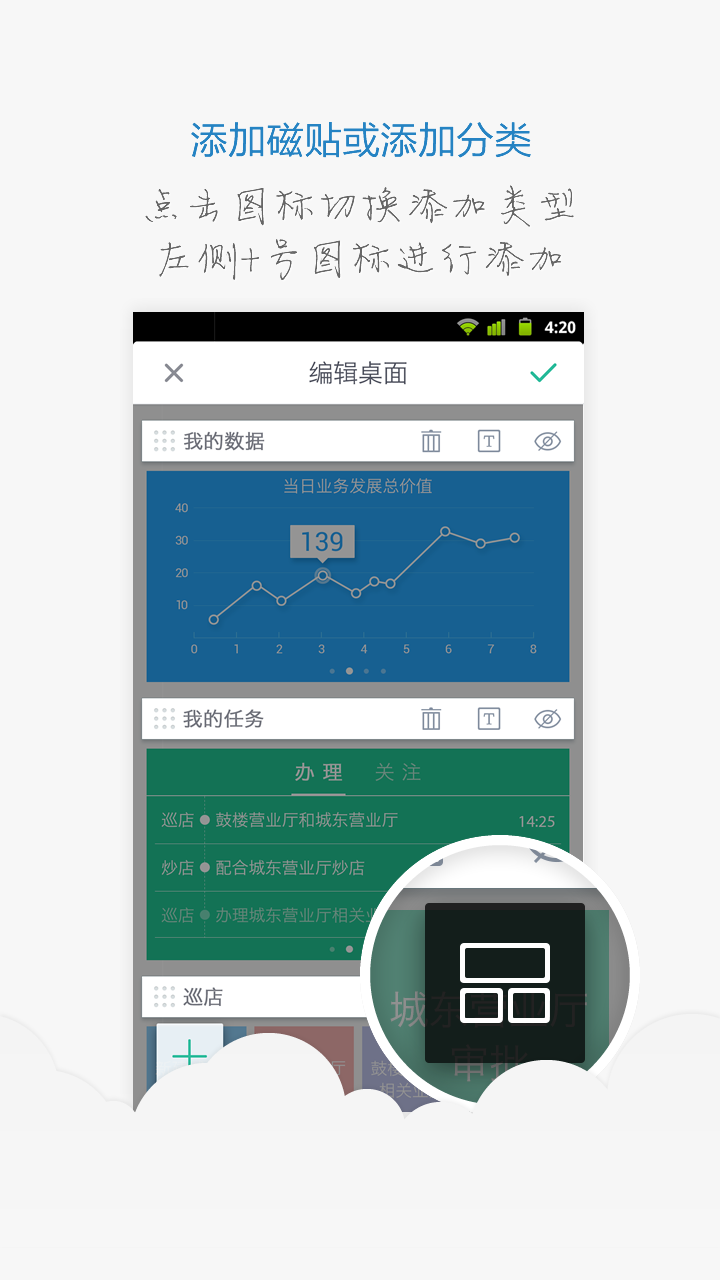 添加磁贴或添加分类
点击图标切换添加类型
左侧+号图标进行添加
4:20
编辑桌面
我的数据
T
当日业务发展总价值
40
30
20
10
139
0 1 2 3 4 5 6 7 8
我的任务
T
办理 关注
巡店 鼓楼营业厅和城东营业厅 14:25
炒店 配合城东营业厅炒店
巡店 办理城东营业厅相关业
巡店
城东营业厅
审批
厅
鼓
相关业